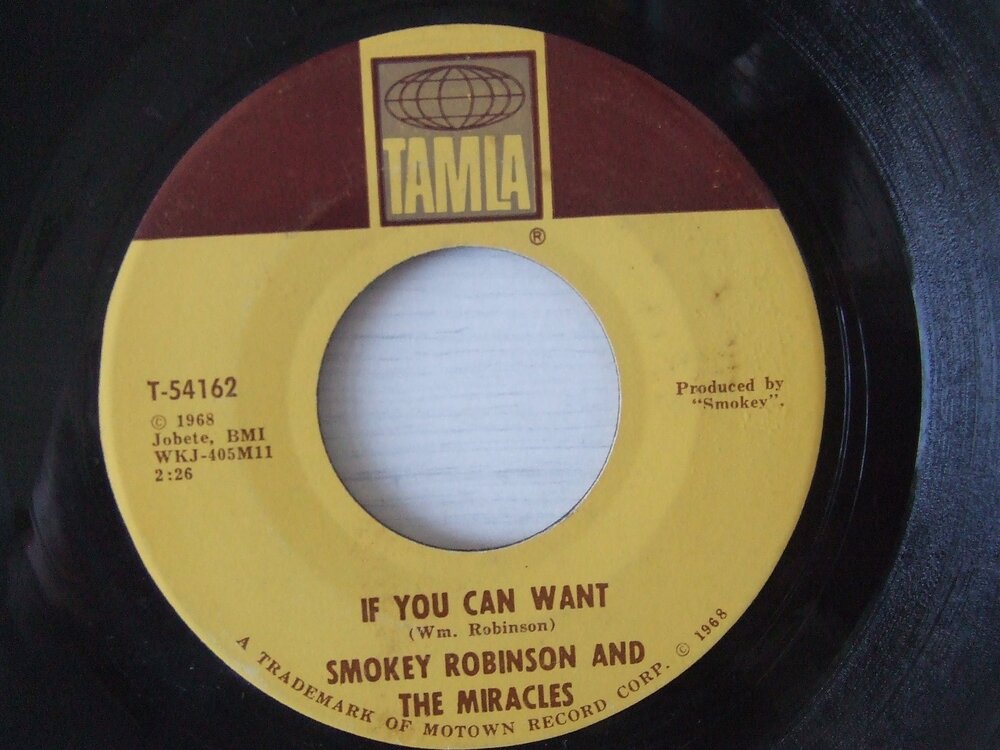 TAMLA
®
T-54162
© 1968
Jobete, BMI
WKJ-405M11
2:26
Produced by
"Smokey".
IF YOU CAN WANT
(Wm. Robinson)
SMOKEY ROBINSON AND
THE MIRACLES
A TRADEMARK OF MOTOWN RECORD CORP. © 1968